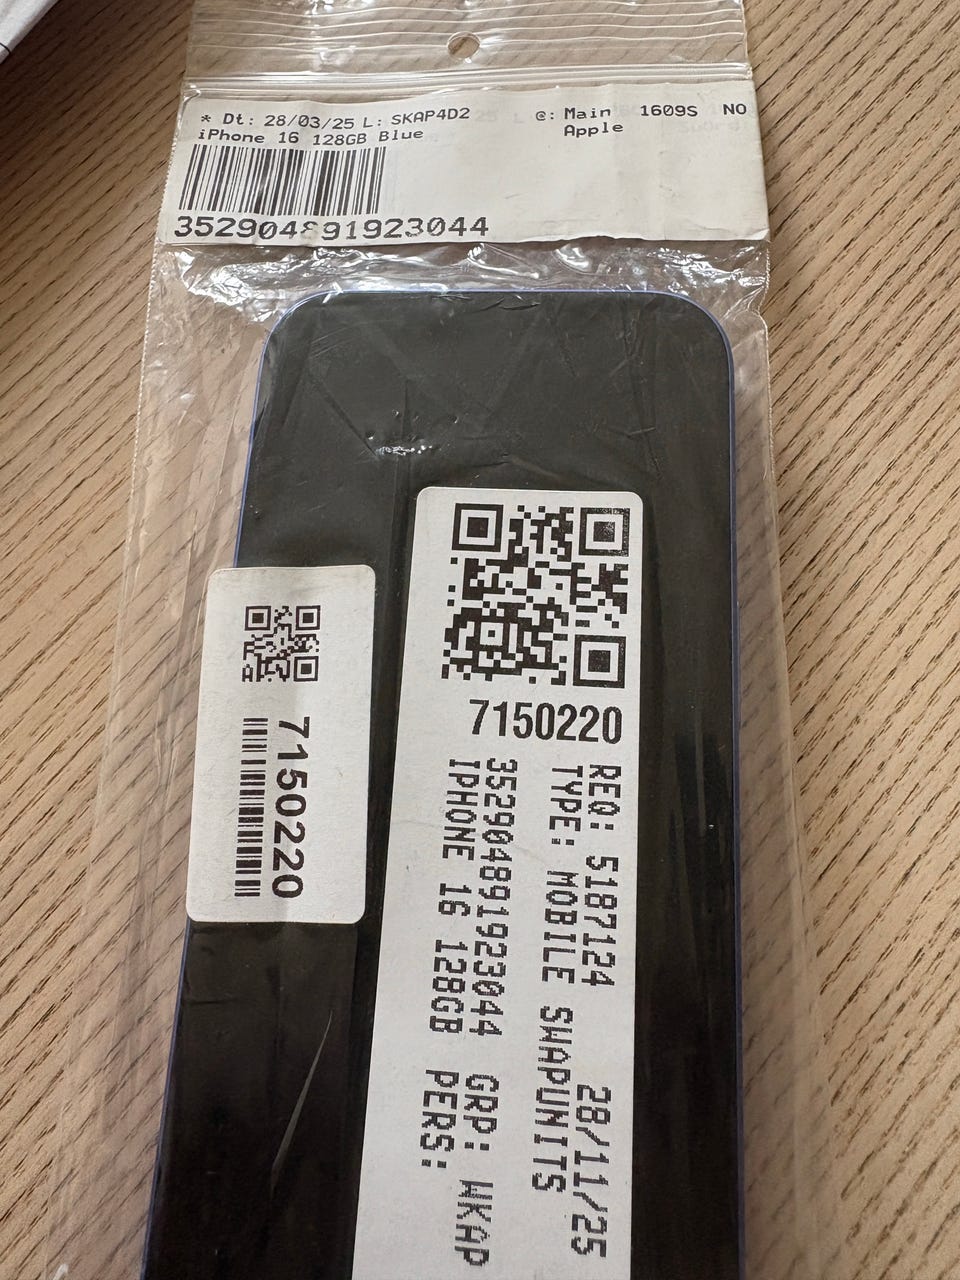 * Dt: 28/03/25 L: SKAP4D2 @: Main 1609S NO
iPhone 16 128GB Blue Apple
352904891923044
7150220
7150220
REQ: 5187124 28/11/25
TYPE: MOBILE SWAPUNITS
352904891923044 GRP: WKAP
IPHONE 16 128GB PERS: